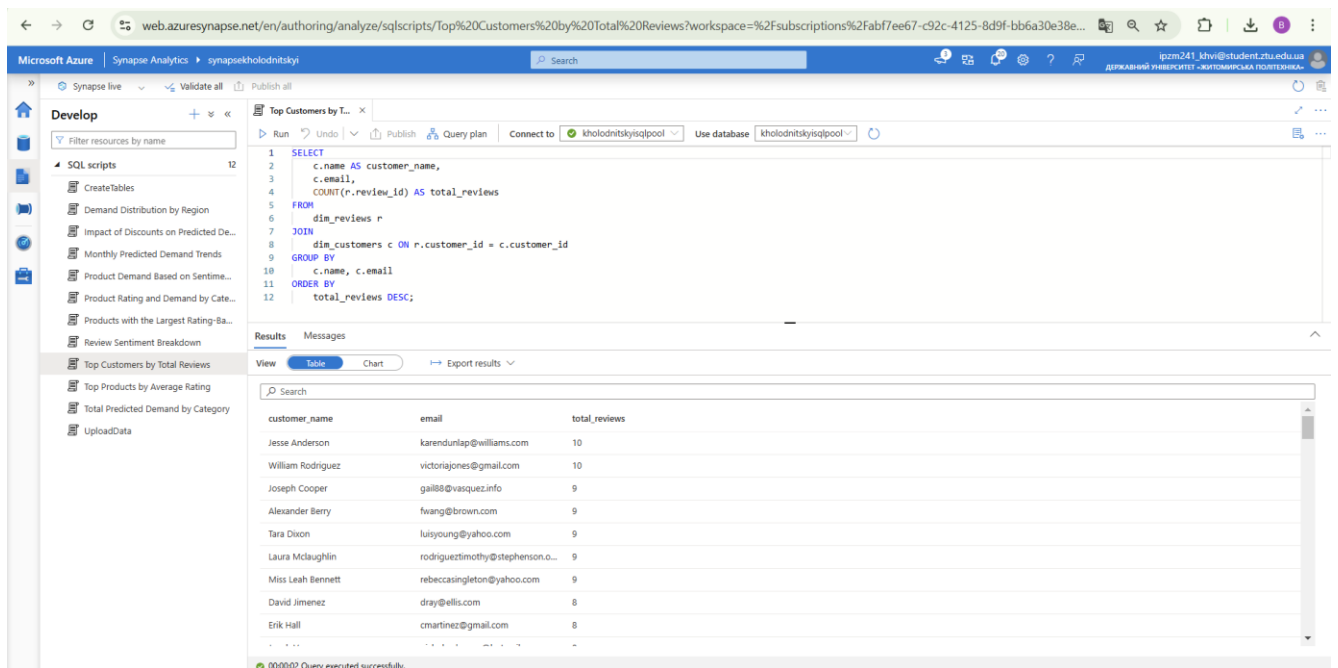 web.azuresynapse.net/en/authoring/analyze/sqlscripts/Top%20Customers%20by%20Total%20Reviews?workspace=%2Fsubscriptions%2Fabf7ee67-c92c-4125-8d9f-bb6a30e38e...
B
Microsoft Azure | Synapse Analytics ▸ synapsekholodnitskyi
Search
3
20
ipzm241_khvi@student.ztu.edu.ua
ДЕРЖАВНИЙ УНІВЕРСИТЕТ «ЖИТОМИРСЬКА ПОЛІТЕХНІКА»
» Synapse live Validate all Publish all
Develop + «
Filter resources by name
SQL scripts 12
CreateTables
Demand Distribution by Region
Impact of Discounts on Predicted De...
Monthly Predicted Demand Trends
Product Demand Based on Sentime...
Product Rating and Demand by Cate...
Products with the Largest Rating-Ba...
Review Sentiment Breakdown
Top Customers by Total Reviews
Top Products by Average Rating
Total Predicted Demand by Category
UploadData
Top Customers by T... ×
Run Undo Publish Query plan Connect to kholodnitskyisqlpool Use database kholodnitskyisqlpool
1 SELECT
2 c.name AS customer_name,
3 c.email,
4 COUNT(r.review_id) AS total_reviews
5 FROM
6 dim_reviews r
7 JOIN
8 dim_customers c ON r.customer_id = c.customer_id
9 GROUP BY
10 c.name, c.email
11 ORDER BY
12 total_reviews DESC;
Results Messages
View Table Chart Export results
Search
customer_name email total_reviews
Jesse Anderson karendunlap@williams.com 10
William Rodriguez victoriajones@gmail.com 10
Joseph Cooper gail88@vasquez.info 9
Alexander Berry fwang@brown.com 9
Tara Dixon luisyoung@yahoo.com 9
Laura Mclaughlin rodrigueztimothy@stephenson.o... 9
Miss Leah Bennett rebeccasingleton@yahoo.com 9
David Jimenez dray@ellis.com 8
Erik Hall cmartinez@gmail.com 8
00:00:02 Query executed successfully.